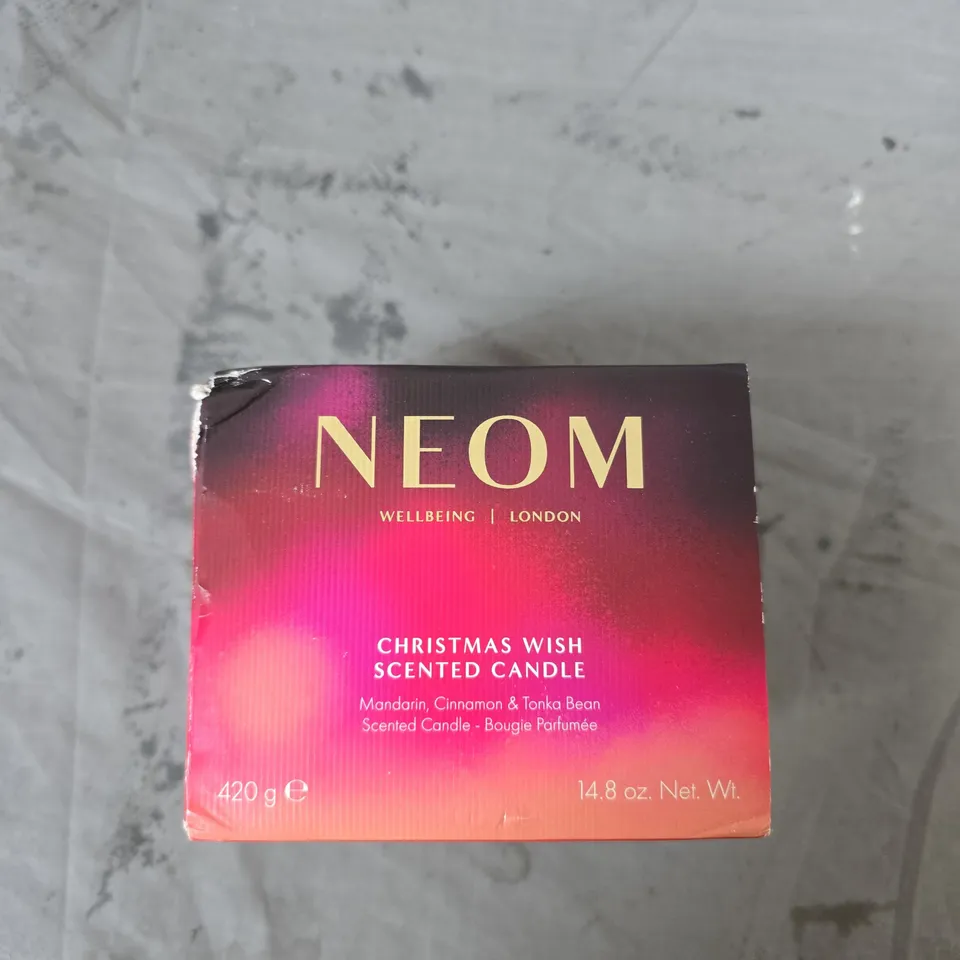 NEOM
WELLBEING | LONDON
CHRISTMAS WISH
SCENTED CANDLE
Mandarin, Cinnamon & Tonka Bean
Scented Candle - Bougie Parfumée
420 g ℮
14.8 oz. Net. Wt.